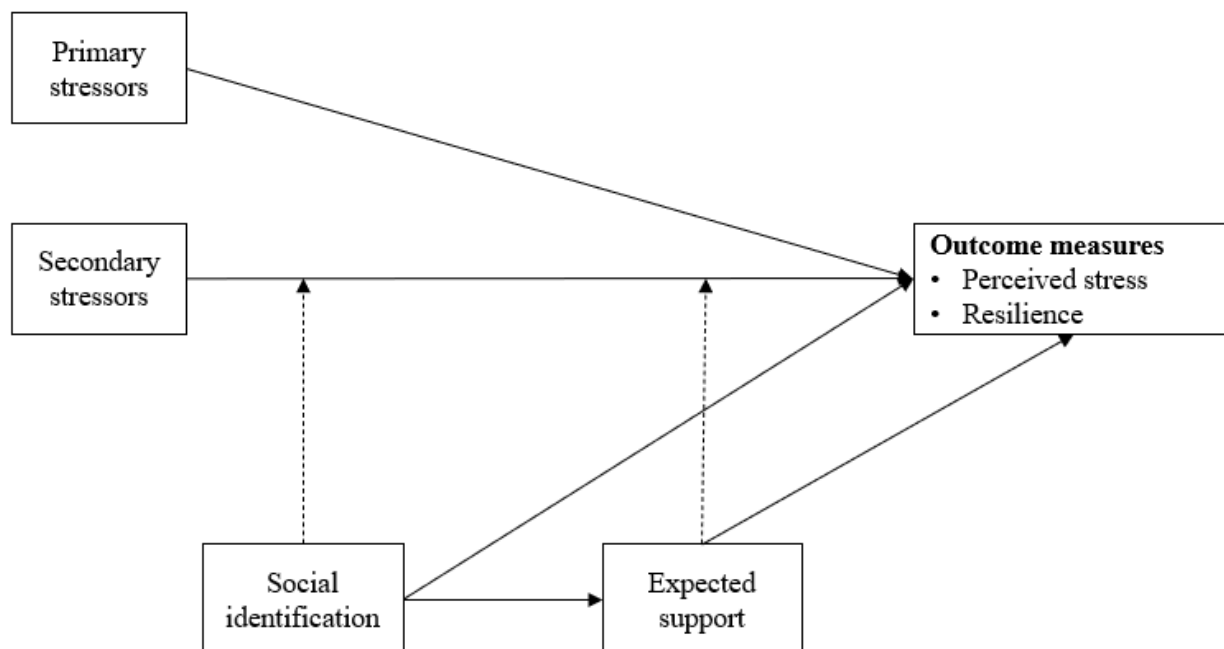 Primary
stressors
Secondary
stressors
Outcome measures
• Perceived stress
• Resilience
Social
identification
Expected
support